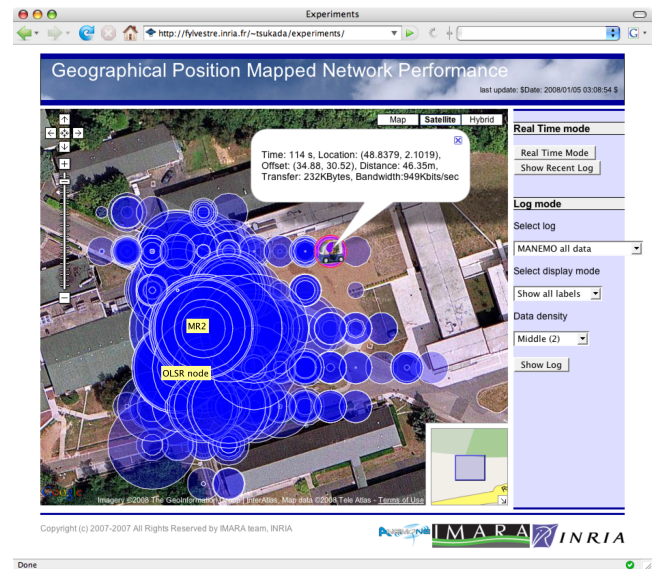 Experiments
http://fylvestre.inria.fr/~tsukada/experiments/
G
Geographical Position Mapped Network Performance
last update: $Date: 2008/01/05 03:08:54 $
Map
Satellite
Hybrid
Time: 114 s, Location: (48.8379, 2.1019),
Offset: (34.88, 30.52), Distance: 46.35m,
Transfer: 232KBytes, Bandwidth:949Kbits/sec
MR2
OLSR node
Imagery ©2008 The GeoInformation Group | InterAtlas, Map data ©2008 Tele Atlas - Terms of Use
Real Time mode
Real Time Mode
Show Recent Log
Log mode
Select log
MANEMO all data
Select display mode
Show all labels
Data density
Middle (2)
Show Log
Copyright (c) 2007-2007 All Rights Reserved by IMARA team, INRIA
IMARA
INRIA
Done